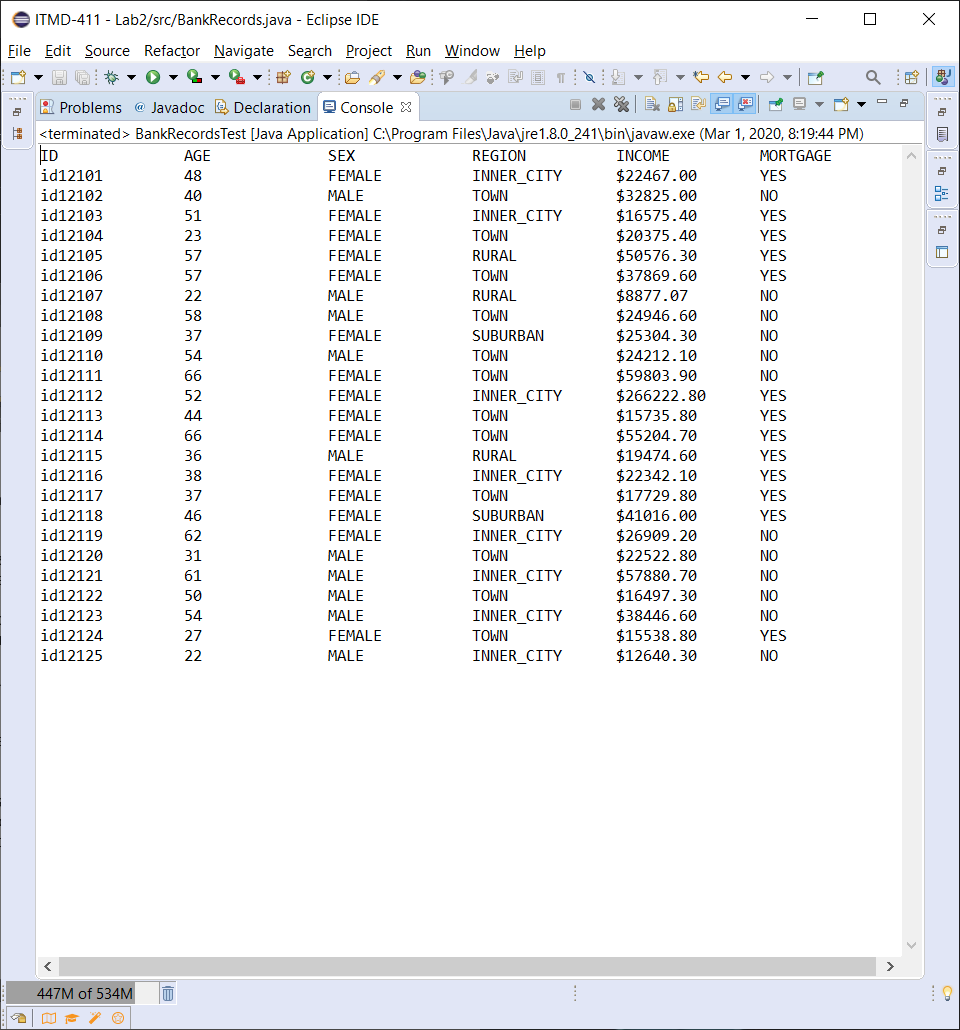 ITMD-411 - Lab2/src/BankRecords.java - Eclipse IDE
File Edit Source Refactor Navigate Search Project Run Window Help
Problems @ Javadoc Declaration Console
<terminated> BankRecordsTest [Java Application] C:\Program Files\Java\jre1.8.0_241\bin\javaw.exe (Mar 1, 2020, 8:19:44 PM)
ID AGE SEX REGION INCOME MORTGAGE
id12101 48 FEMALE INNER_CITY $22467.00 YES
id12102 40 MALE TOWN $32825.00 NO
id12103 51 FEMALE INNER_CITY $16575.40 YES
id12104 23 FEMALE TOWN $20375.40 YES
id12105 57 FEMALE RURAL $50576.30 YES
id12106 57 FEMALE TOWN $37869.60 YES
id12107 22 MALE RURAL $8877.07 NO
id12108 58 MALE TOWN $24946.60 NO
id12109 37 FEMALE SUBURBAN $25304.30 NO
id12110 54 MALE TOWN $24212.10 NO
id12111 66 FEMALE TOWN $59803.90 NO
id12112 52 FEMALE INNER_CITY $266222.80 YES
id12113 44 FEMALE TOWN $15735.80 YES
id12114 66 FEMALE TOWN $55204.70 YES
id12115 36 MALE RURAL $19474.60 YES
id12116 38 FEMALE INNER_CITY $22342.10 YES
id12117 37 FEMALE TOWN $17729.80 YES
id12118 46 FEMALE SUBURBAN $41016.00 YES
id12119 62 FEMALE INNER_CITY $26909.20 NO
id12120 31 MALE TOWN $22522.80 NO
id12121 61 MALE INNER_CITY $57880.70 NO
id12122 50 MALE TOWN $16497.30 NO
id12123 54 MALE INNER_CITY $38446.60 NO
id12124 27 FEMALE TOWN $15538.80 YES
id12125 22 MALE INNER_CITY $12640.30 NO
447M of 534M